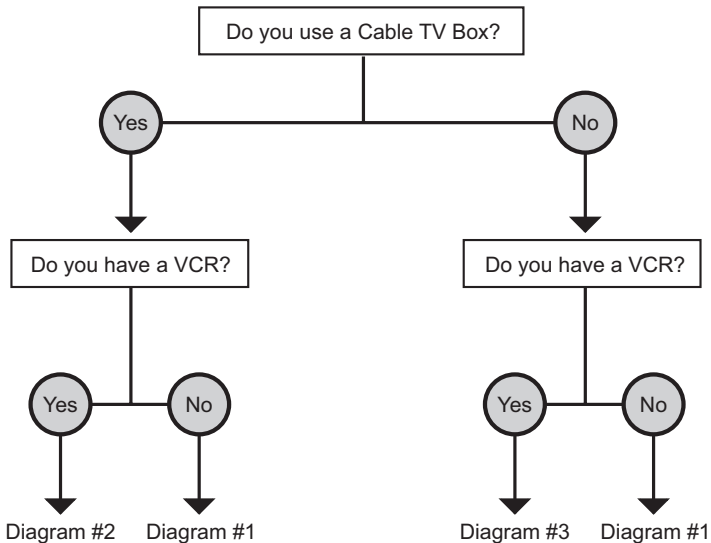 Do you use a Cable TV Box?
Yes
No
Do you have a VCR?
Do you have a VCR?
Yes
No
Yes
No
Diagram #2
Diagram #1
Diagram #3
Diagram #1